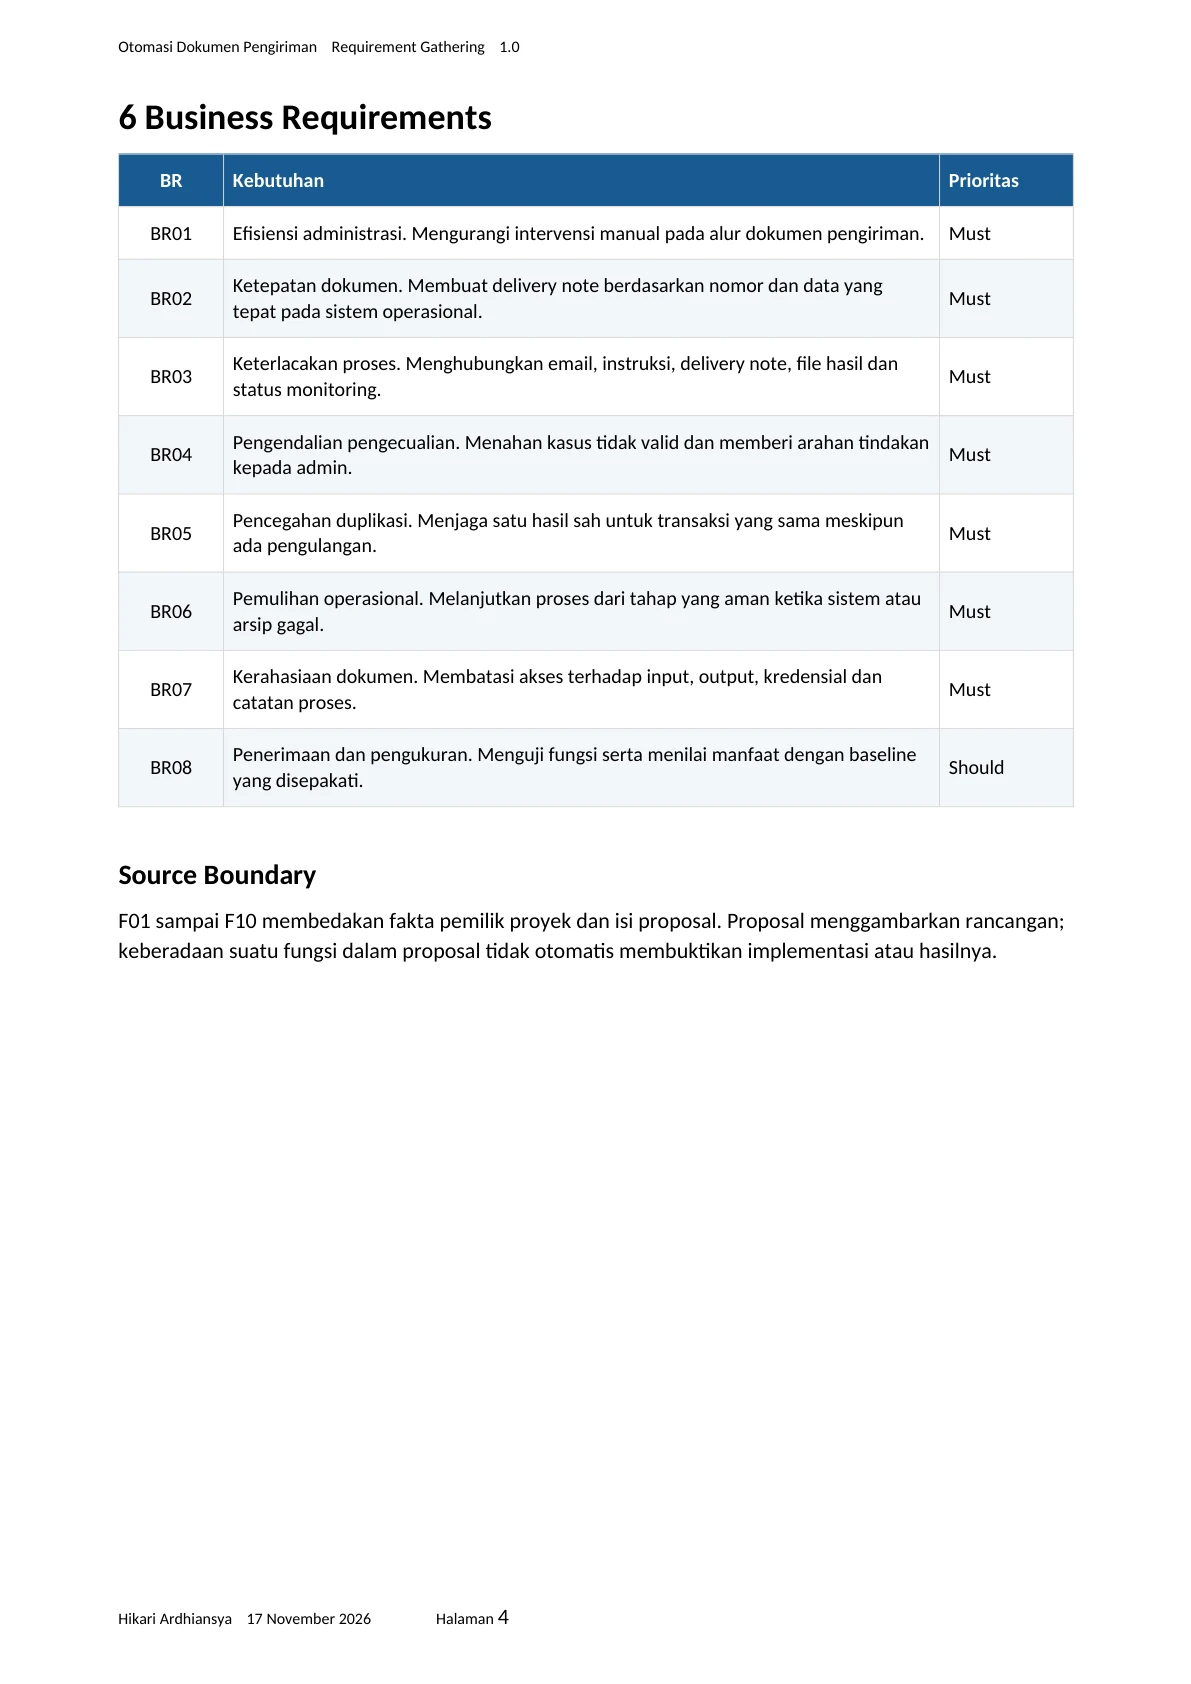 Otomasi Dokumen Pengiriman Requirement Gathering 1.0
6 Business Requirements
BR Kebutuhan Prioritas
BR01 Efisiensi administrasi. Mengurangi intervensi manual pada alur dokumen pengiriman. Must
BR02 Ketepatan dokumen. Membuat delivery note berdasarkan nomor dan data yang
tepat pada sistem operasional. Must
BR03 Keterlacakan proses. Menghubungkan email, instruksi, delivery note, file hasil dan
status monitoring. Must
BR04 Pengendalian pengecualian. Menahan kasus tidak valid dan memberi arahan tindakan
kepada admin. Must
BR05 Pencegahan duplikasi. Menjaga satu hasil sah untuk transaksi yang sama meskipun
ada pengulangan. Must
BR06 Pemulihan operasional. Melanjutkan proses dari tahap yang aman ketika sistem atau
arsip gagal. Must
BR07 Kerahasiaan dokumen. Membatasi akses terhadap input, output, kredensial dan
catatan proses. Must
BR08 Penerimaan dan pengukuran. Menguji fungsi serta menilai manfaat dengan baseline
yang disepakati. Should
Source Boundary
F01 sampai F10 membedakan fakta pemilik proyek dan isi proposal. Proposal menggambarkan rancangan;
keberadaan suatu fungsi dalam proposal tidak otomatis membuktikan implementasi atau hasilnya.
Hikari Ardhiansya 17 November 2026 Halaman 4